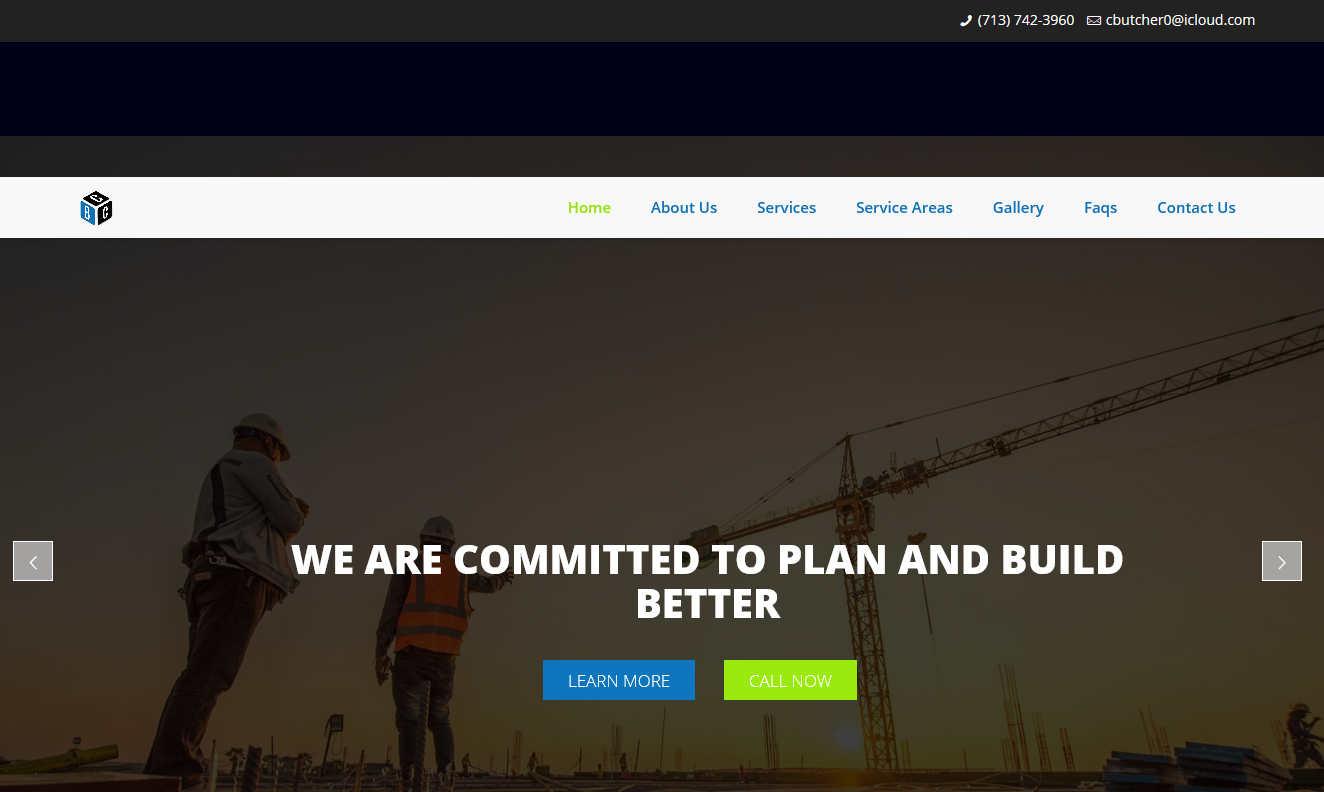 (713) 742-3960 cbutcher0@icloud.com
B C
Home About Us Services Service Areas Gallery Faqs Contact Us
WE ARE COMMITTED TO PLAN AND BUILD
BETTER
LEARN MORE CALL NOW